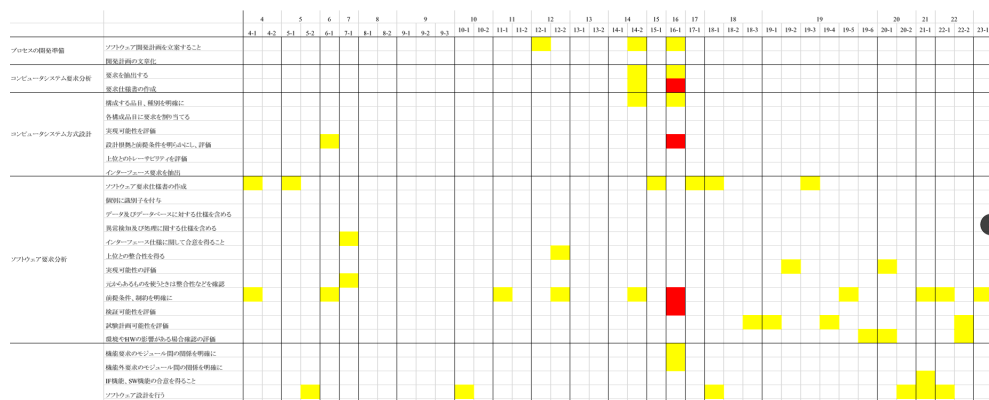 4 5 6 7 8 9 10 11 12 13 14 15 16 17 18 19 20 21 22
4-1 4-2 5-1 5-2 6-1 7-1 8-1 8-2 9-1 9-2 9-3 10-1 10-2 11-1 11-2 12-1 12-2 13-1 13-2 14-1 14-2 15-1 16-1 17-1 18-1 18-2 18-3 19-1 19-2 19-3 19-4 19-5 19-6 20-1 20-2 21-1 22-1 22-2 23-1
プロセスの開発準備 ソフトウェア開発計画を立案すること
開発計画の文章化
コンピュータシステム要求分析 要求を抽出する
要求仕様書の作成
構成する品目、種別を明確に
各構成品目に要求を割り当てる
実現可能性を評価
コンピュータシステム方式設計 設計根拠と前提条件を明らかにし、評価
上位とのトレーサビリティを評価
インターフェース要求を抽出
ソフトウェア要求仕様書の作成
個別に識別子を付与
データ及びデータベースに対する仕様を含める
異常検知及び処理に関する仕様を含める
インターフェース仕様に関して合意を得ること
ソフトウェア要求分析 上位との整合性を得る
実現可能性の評価
元からあるものを使うときは整合性などを確認
前提条件、制約を明確に
検証可能性を評価
試験計画可能性を評価
環境やHWの影響がある場合確認の評価
機能要求のモジュール間の関係を明確に
機能外要求のモジュール間の関係を明確に
IF機能、SW機能の合意を得ること
ソフトウェア設計を行う